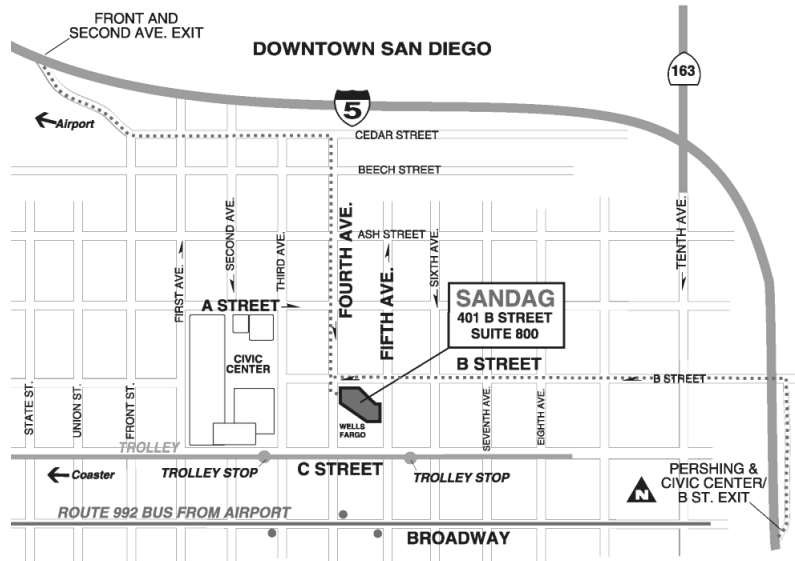 FRONT AND
SECOND AVE. EXIT
DOWNTOWN SAN DIEGO
163
5
Airport
CEDAR STREET
BEECH STREET
ASH STREET
FIRST AVE.
SECOND AVE.
THIRD AVE.
FOURTH AVE.
FIFTH AVE.
SIXTH AVE.
TENTH AVE.
A STREET
SANDAG
401 B STREET
SUITE 800
CIVIC
CENTER
B STREET
B STREET
STATE ST.
UNION ST.
FRONT ST.
WELLS
FARGO
SEVENTH AVE.
EIGHTH AVE.
TROLLEY
TROLLEY STOP
C STREET
TROLLEY STOP
Coaster
PERSHING &
CIVIC CENTER/
B ST. EXIT
N
ROUTE 992 BUS FROM AIRPORT
BROADWAY